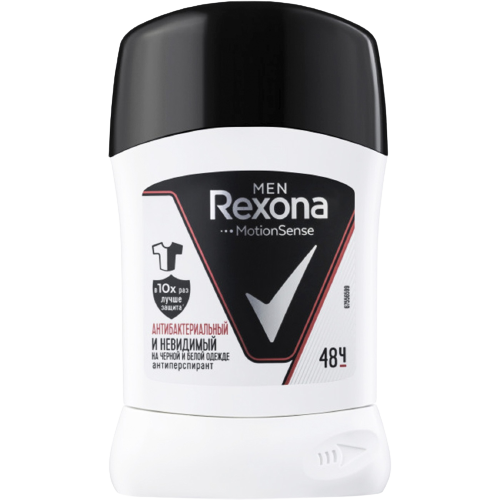 MEN
Rexona
MotionSense
в 10x раз
лучше
защита*
АНТИБАКТЕРИАЛЬНЫЙ
И НЕВИДИМЫЙ
НА ЧЕРНОЙ И БЕЛОЙ ОДЕЖДЕ
антиперспирант
48Ч